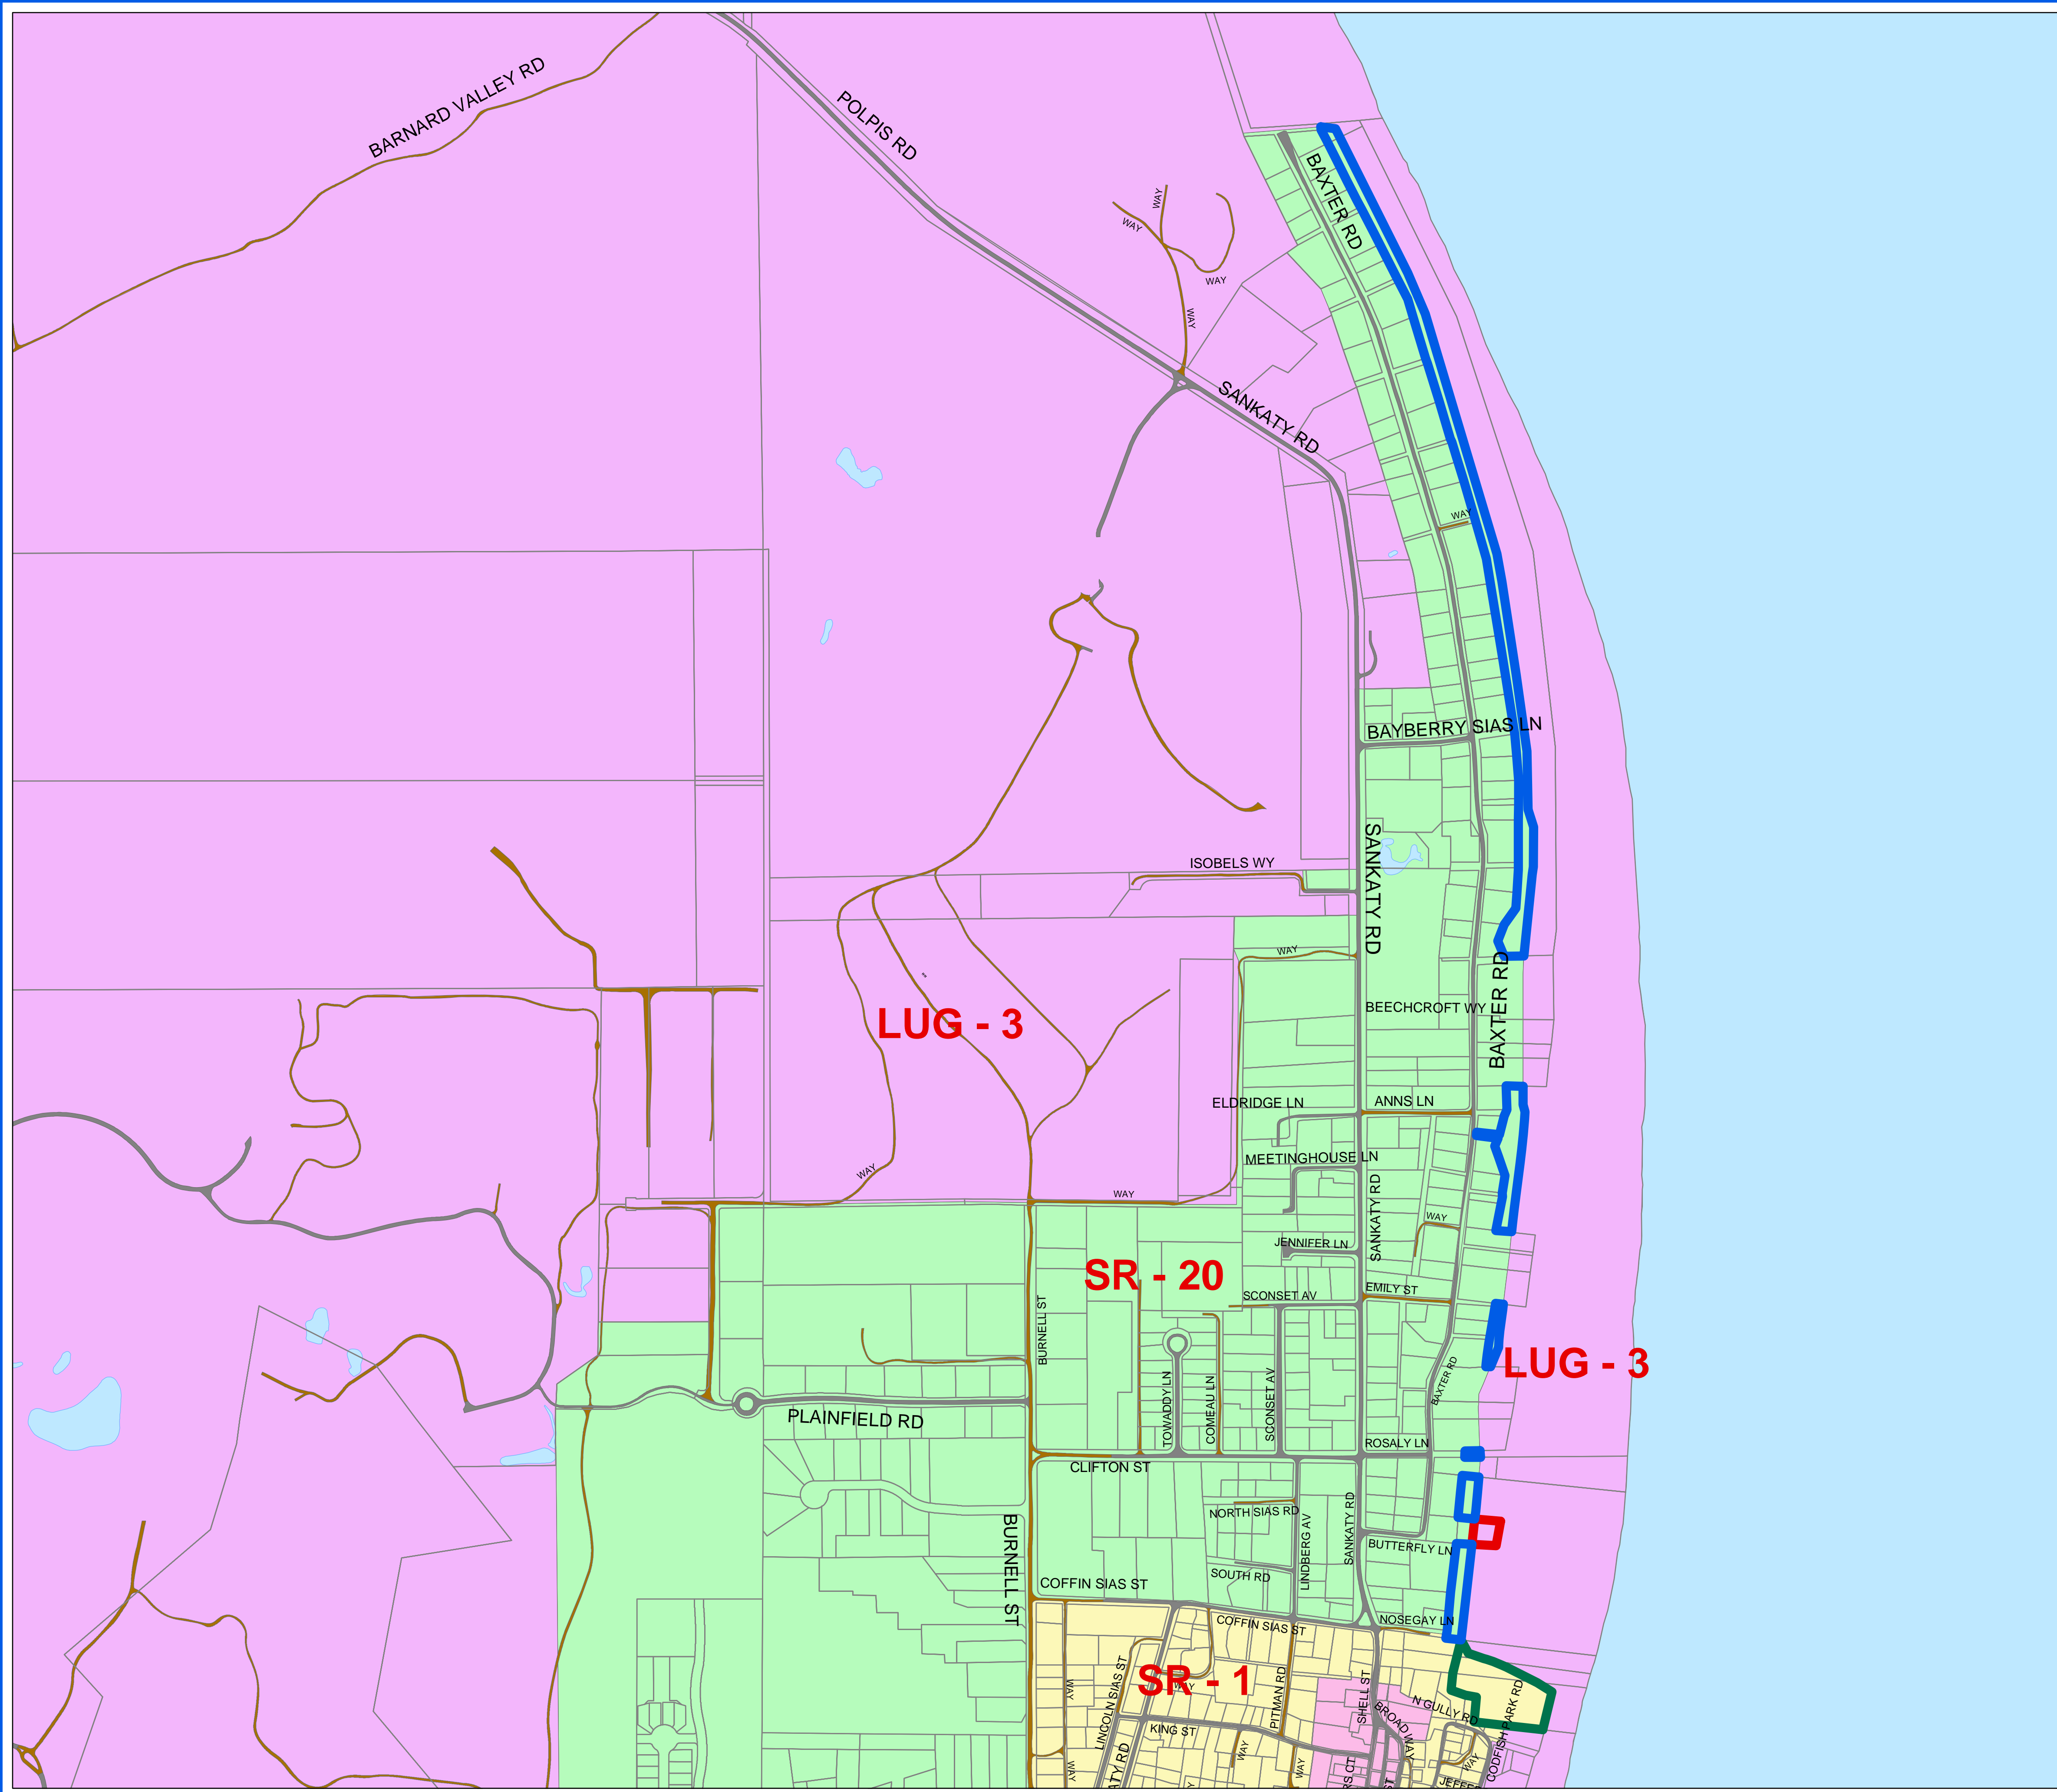 BARNARD VALLEY RD
POLPIS RD
BAXTER RD
WAY
WAY
WAY
WAY
SANKATY RD
WAY
BAYBERRY SIAS LN
SANKATY RD
ISOBELS WY
WAY
BAXTER RD
BEECHCROFT WY
LUG - 3
ELDRIDGE LN
ANNS LN
MEETINGHOUSE LN
WAY
WAY
SANKATY RD
WAY
JENNIFER LN
SR - 20
EMILY ST
SCONSET AV
BURNELL ST
LUG - 3
BAXTER RD
TOWADDY LN
COMEAU LN
SCONSET AV
PLAINFIELD RD
ROSALY LN
CLIFTON ST
NORTH SIAS RD
LINDBERG AV
SANKATY RD
BURNELL ST
BUTTERFLY LN
SOUTH RD
COFFIN SIAS ST
COFFIN SIAS ST
NOSEGAY LN
LINCOLN SIAS ST
SR - 1
WAY
WAY
PITMAN RD
SHELL ST
BROADWAY
N GULLY RD
CODFISH PARK RD
KING ST
WAY
WAY
WAY
WAY